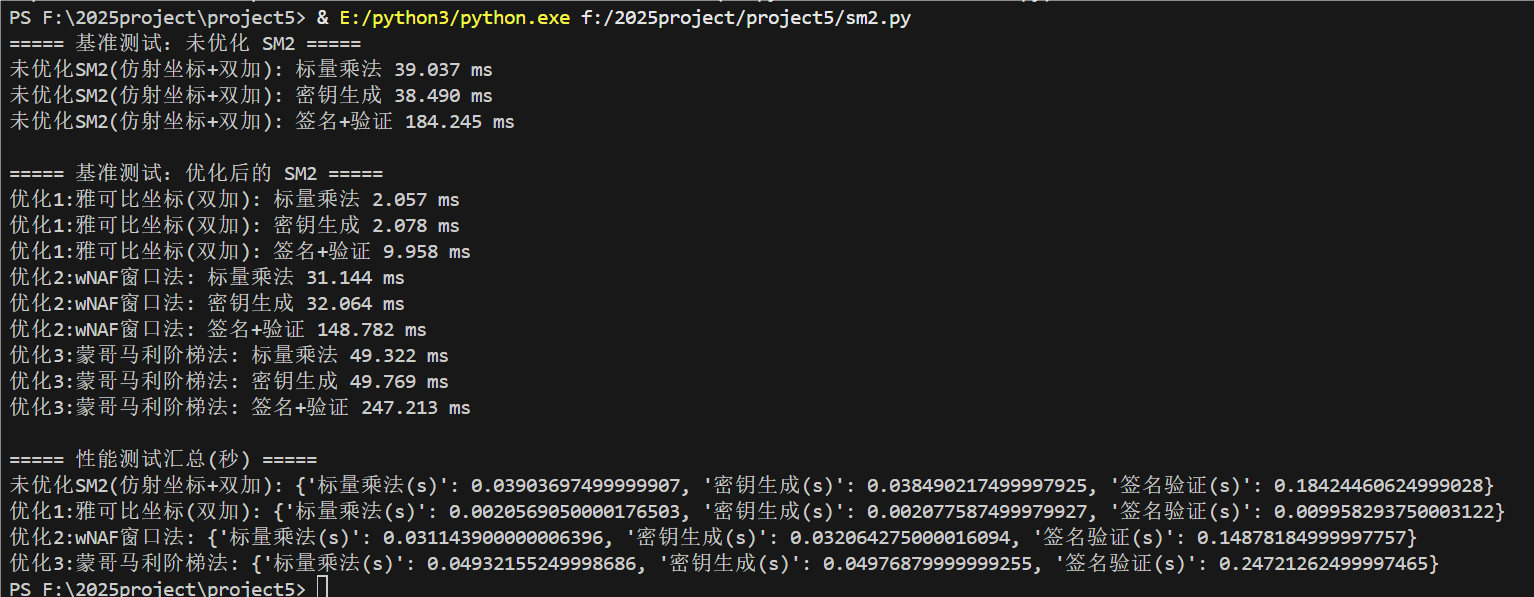 PS F:\2025project\project5> & E:/python3/python.exe f:/2025project/project5/sm2.py
===== 基准测试: 未优化 SM2 =====
未优化SM2(仿射坐标+双加): 标量乘法 39.037 ms
未优化SM2(仿射坐标+双加): 密钥生成 38.490 ms
未优化SM2(仿射坐标+双加): 签名+验证 184.245 ms
===== 基准测试: 优化后的 SM2 =====
优化1:雅可比坐标(双加): 标量乘法 2.057 ms
优化1:雅可比坐标(双加): 密钥生成 2.078 ms
优化1:雅可比坐标(双加): 签名+验证 9.958 ms
优化2:wNAF窗口法: 标量乘法 31.144 ms
优化2:wNAF窗口法: 密钥生成 32.064 ms
优化2:wNAF窗口法: 签名+验证 148.782 ms
优化3:蒙哥马利阶梯法: 标量乘法 49.322 ms
优化3:蒙哥马利阶梯法: 密钥生成 49.769 ms
优化3:蒙哥马利阶梯法: 签名+验证 247.213 ms
===== 性能测试汇总(秒) =====
未优化SM2(仿射坐标+双加): {'标量乘法(s)': 0.03903697499999907, '密钥生成(s)': 0.038490217499997925, '签名验证(s)': 0.18424460624999028}
优化1:雅可比坐标(双加): {'标量乘法(s)': 0.0020569050000176503, '密钥生成(s)': 0.002077587499979927, '签名验证(s)': 0.009958293750003122}
优化2:wNAF窗口法: {'标量乘法(s)': 0.031143900000006396, '密钥生成(s)': 0.032064275000016094, '签名验证(s)': 0.14878184999997757}
优化3:蒙哥马利阶梯法: {'标量乘法(s)': 0.04932155249998686, '密钥生成(s)': 0.04976879999999255, '签名验证(s)': 0.24721262499997465}
PS F:\2025project\project5>